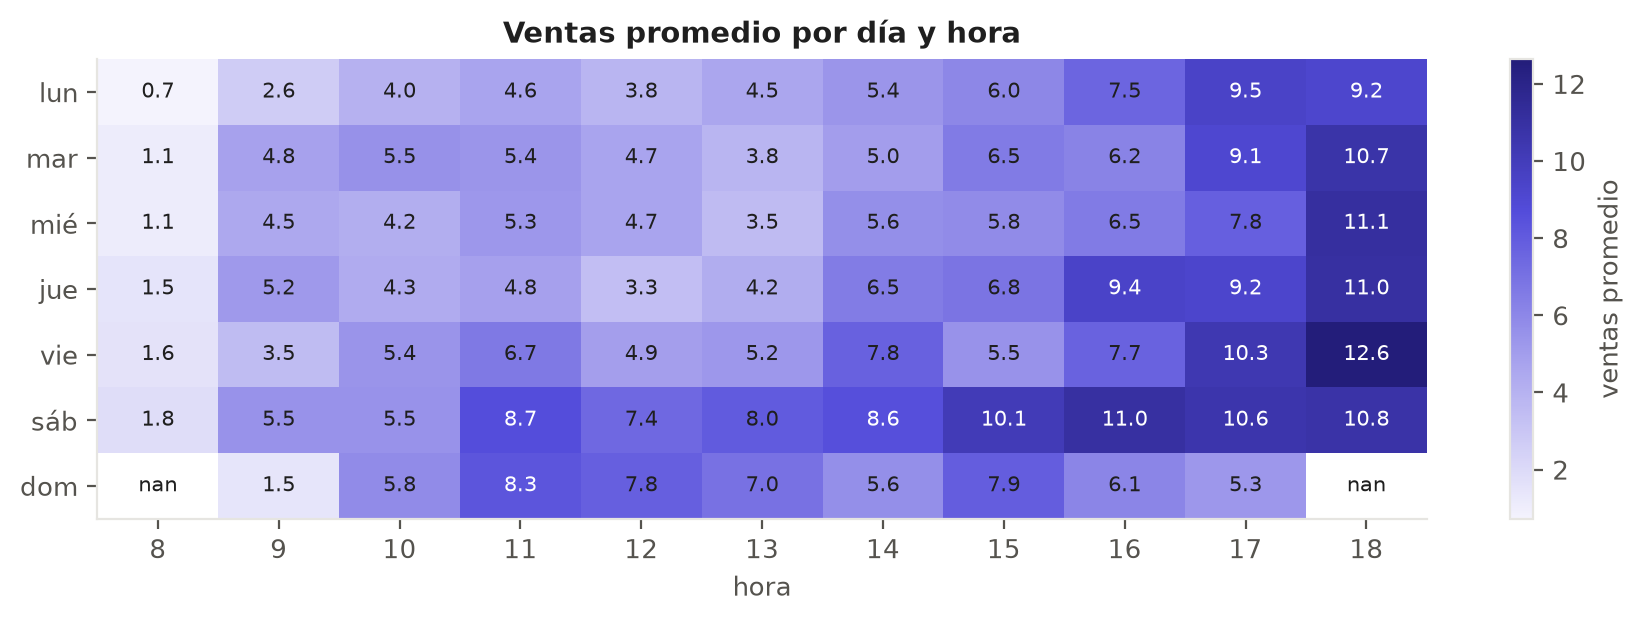 Ventas promedio por día y hora
lun 0.7 2.6 4.0 4.6 3.8 4.5 5.4 6.0 7.5 9.5 9.2
mar 1.1 4.8 5.5 5.4 4.7 3.8 5.0 6.5 6.2 9.1 10.7
mié 1.1 4.5 4.2 5.3 4.7 3.5 5.6 5.8 6.5 7.8 11.1
jue 1.5 5.2 4.3 4.8 3.3 4.2 6.5 6.8 9.4 9.2 11.0
vie 1.6 3.5 5.4 6.7 4.9 5.2 7.8 5.5 7.7 10.3 12.6
sáb 1.8 5.5 5.5 8.7 7.4 8.0 8.6 10.1 11.0 10.6 10.8
dom nan 1.5 5.8 8.3 7.8 7.0 5.6 7.9 6.1 5.3 nan
8 9 10 11 12 13 14 15 16 17 18
hora
12
10
8
6
4
2
ventas promedio